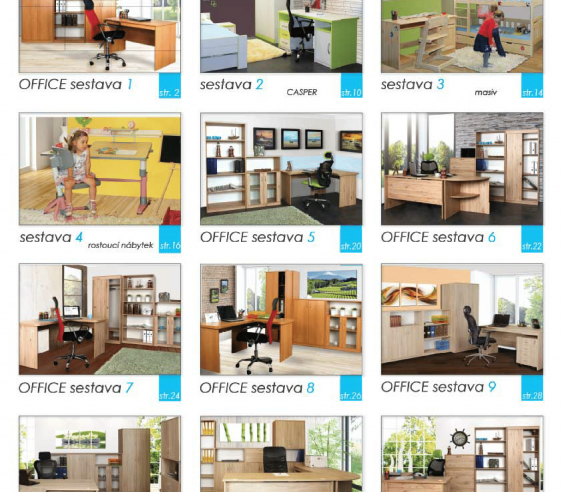 OFFICE sestava 1
str. 2
sestava 2
CASPER
str.10
sestava 3
masiv
str.14
sestava 4
rostoucí nábytek
str.16
OFFICE sestava 5
str.20
OFFICE sestava 6
str.22
OFFICE sestava 7
str.24
OFFICE sestava 8
str.26
OFFICE sestava 9
str.28